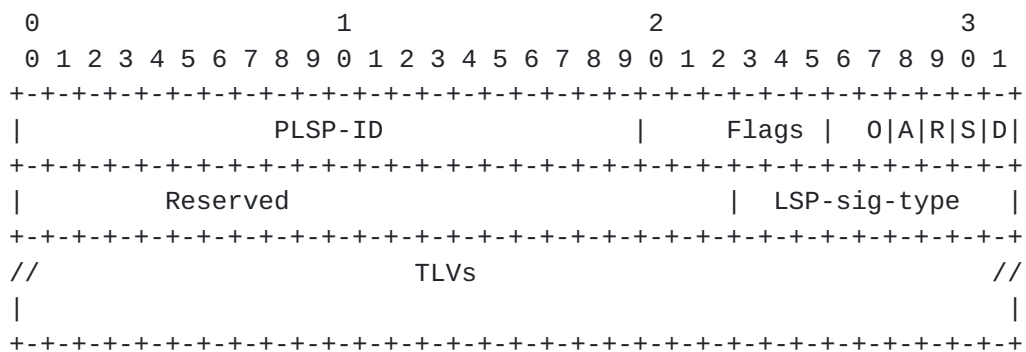 0                   1                   2                   3
 0 1 2 3 4 5 6 7 8 9 0 1 2 3 4 5 6 7 8 9 0 1 2 3 4 5 6 7 8 9 0 1
+-+-+-+-+-+-+-+-+-+-+-+-+-+-+-+-+-+-+-+-+-+-+-+-+-+-+-+-+-+-+-+-+
|                PLSP-ID                |     Flags |  O|A|R|S|D|
+-+-+-+-+-+-+-+-+-+-+-+-+-+-+-+-+-+-+-+-+-+-+-+-+-+-+-+-+-+-+-+-+
|         Reserved                            |  LSP-sig-type   |
+-+-+-+-+-+-+-+-+-+-+-+-+-+-+-+-+-+-+-+-+-+-+-+-+-+-+-+-+-+-+-+-+
//                        TLVs                                 //
|                                                               |
+-+-+-+-+-+-+-+-+-+-+-+-+-+-+-+-+-+-+-+-+-+-+-+-+-+-+-+-+-+-+-+-+